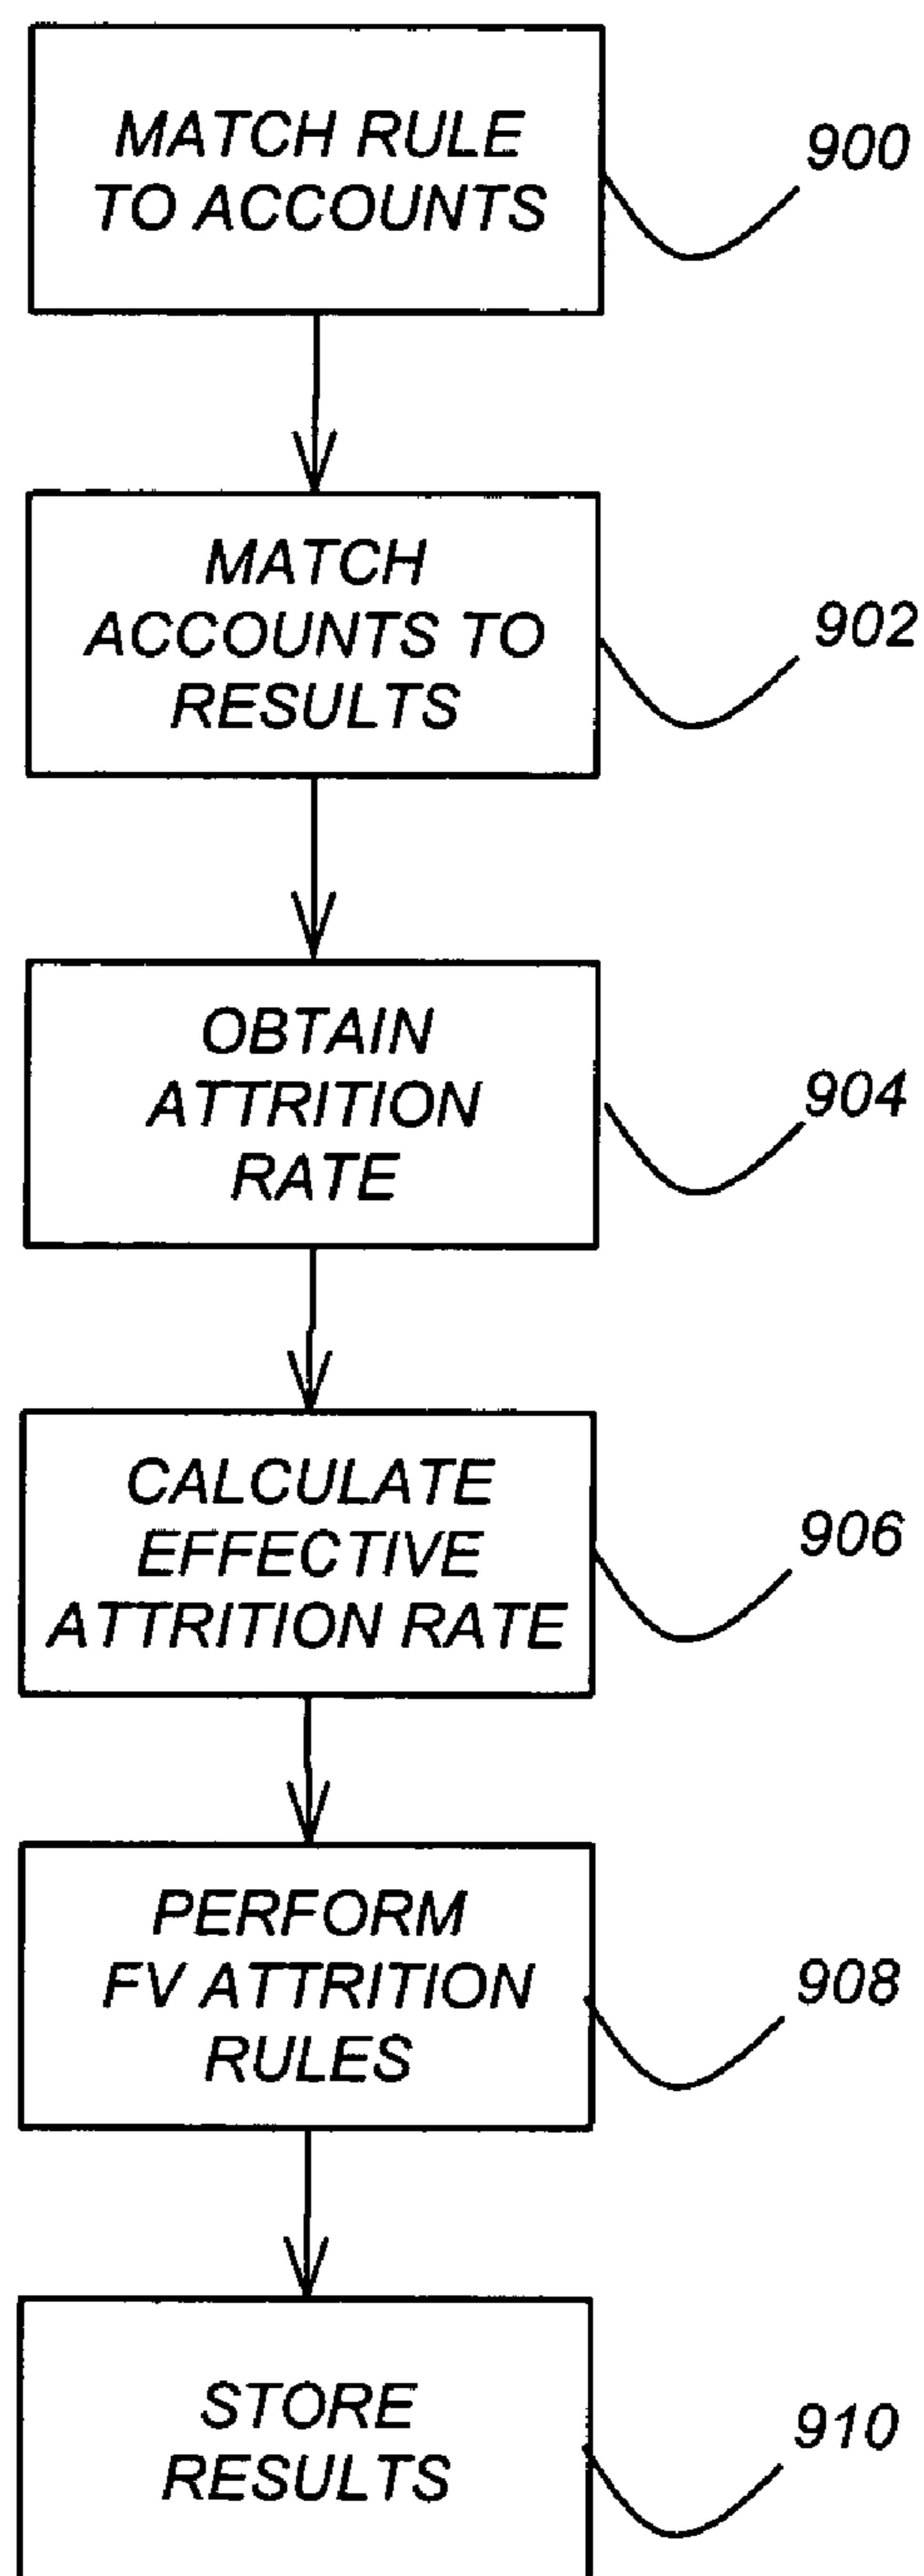 MATCH RULE
TO ACCOUNTS
900
MATCH
ACCOUNTS TO
RESULTS
902
OBTAIN
ATTRITION
RATE
904
CALCULATE
EFFECTIVE
ATTRITION RATE
906
PERFORM
FV ATTRITION
RULES
908
STORE
RESULTS
910